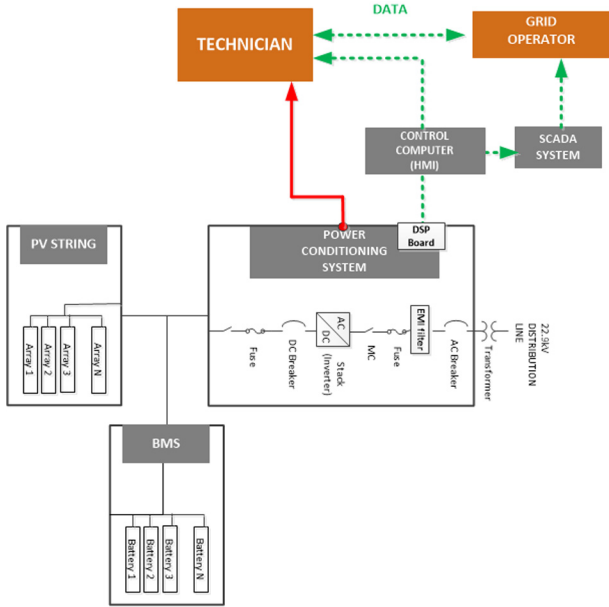 DATA
TECHNICIAN
GRID
OPERATOR
CONTROL
COMPUTER
(HMI)
SCADA
SYSTEM
PV STRING
POWER
CONDITIONING
SYSTEM
DSP
Board
Array 1
Array 2
Array 3
Array N
Fuse
DC Breaker
AC
DC
Stack
(Inverter)
MC
Fuse
EMI filter
AC Breaker
Transformer
22.9kV
DISTRIBUTION
LINE
BMS
Battery 1
Battery 2
Battery 3
Battery N